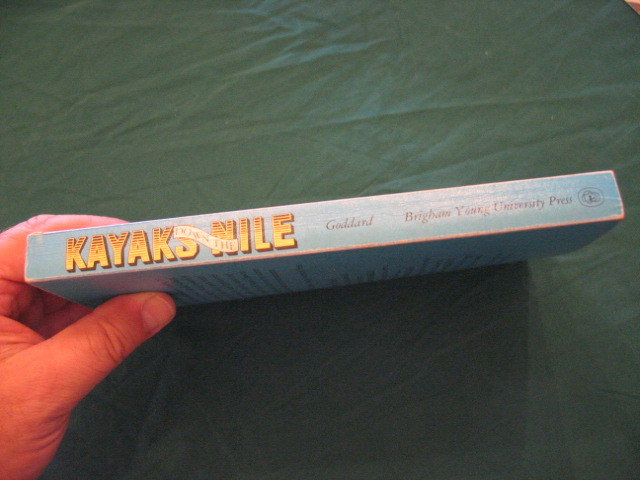 KAYAKS DOWN THE NILE Goddard Brigham Young University Press